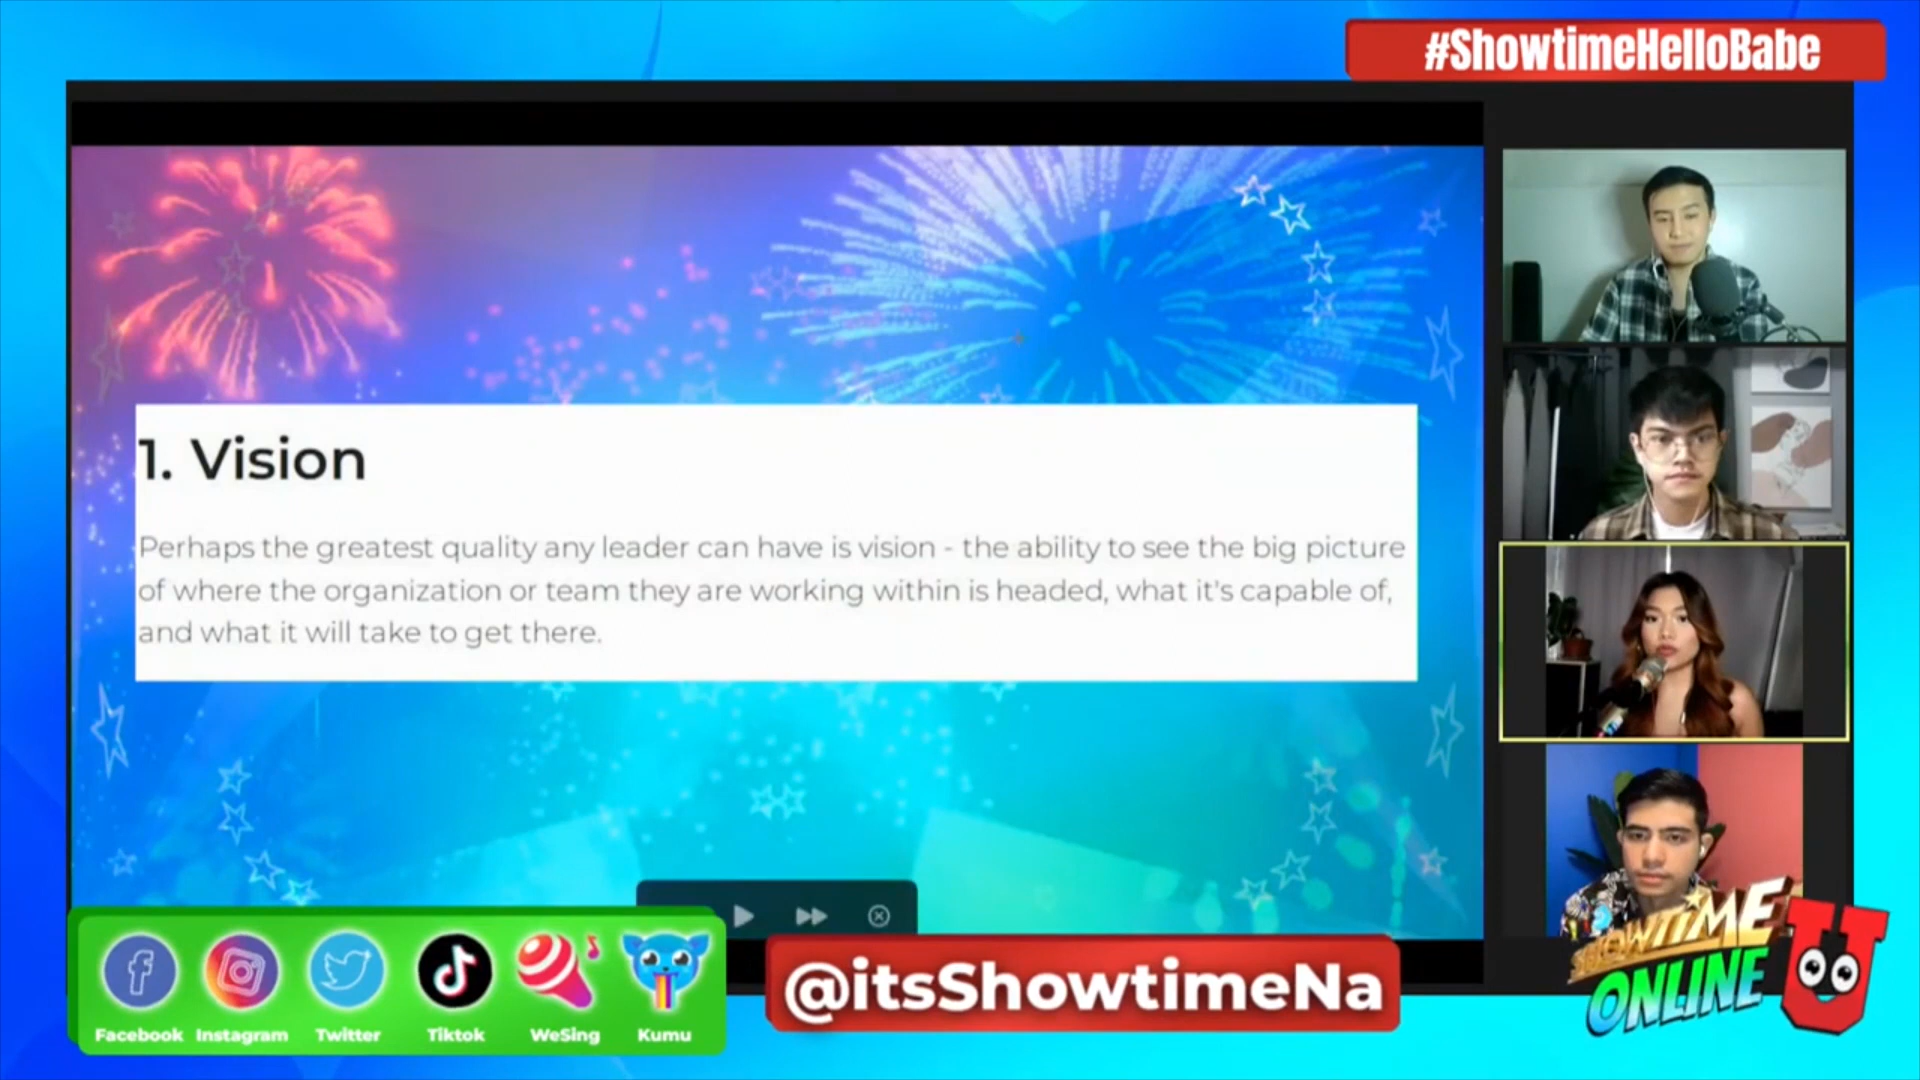 #ShowtimeHelloBabe
1. Vision
Perhaps the greatest quality any leader can have is vision - the ability to see the big picture
of where the organization or team they are working within is headed, what it's capable of,
and what it will take to get there.
Facebook Instagram Twitter Tiktok WeSing Kumu
@itsShowtimeNa
SHOWTIME
ONLINE U